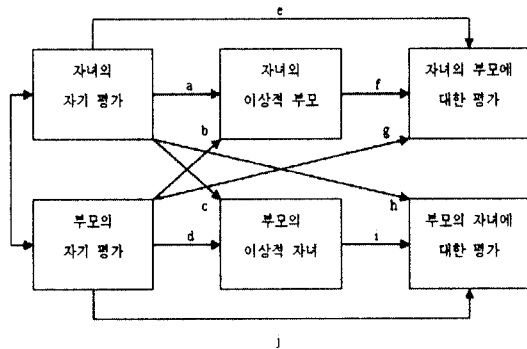 e
자녀의
자기 평가
a
자녀의
이상적 부모
f
자녀의 부모에
대한 평가
b
g
c
h
부모의
자기 평가
d
부모의
이상적 자녀
i
부모의 자녀에
대한 평가
j